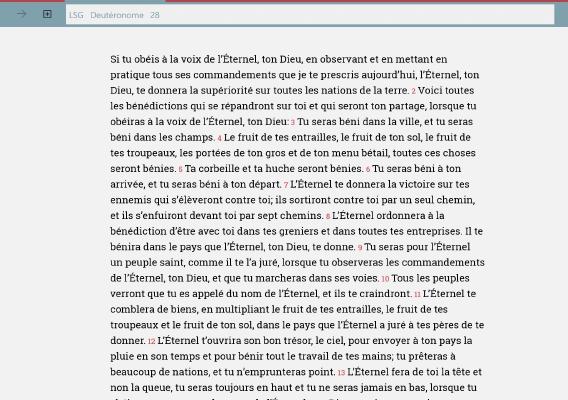 LSG Deutéronome 28
Si tu obéis à la voix de l’Éternel, ton Dieu, en observant et en mettant en
pratique tous ses commandements que je te prescris aujourd’hui, l’Éternel, ton
Dieu, te donnera la supériorité sur toutes les nations de la terre. 2 Voici toutes
les bénédictions qui se répandront sur toi et qui seront ton partage, lorsque tu
obéiras à la voix de l’Éternel, ton Dieu: 3 Tu seras béni dans la ville, et tu seras
béni dans les champs. 4 Le fruit de tes entrailles, le fruit de ton sol, le fruit de
tes troupeaux, les portées de ton gros et de ton menu bétail, toutes ces choses
seront bénies. 5 Ta corbeille et ta huche seront bénies. 6 Tu seras béni à ton
arrivée, et tu seras béni à ton départ. 7 L’Éternel te donnera la victoire sur tes
ennemis qui s’élèveront contre toi; ils sortiront contre toi par un seul chemin,
et ils s’enfuiront devant toi par sept chemins. 8 L’Éternel ordonnera à la
bénédiction d’être avec toi dans tes greniers et dans toutes tes entreprises. Il te
bénira dans le pays que l’Éternel, ton Dieu, te donne. 9 Tu seras pour l’Éternel
un peuple saint, comme il te l’a juré, lorsque tu observeras les commandements
de l’Éternel, ton Dieu, et que tu marcheras dans ses voies. 10 Tous les peuples
verront que tu es appelé du nom de l’Éternel, et ils te craindront. 11 L’Éternel te
comblera de biens, en multipliant le fruit de tes entrailles, le fruit de tes
troupeaux et le fruit de ton sol, dans le pays que l’Éternel a juré à tes pères de te
donner. 12 L’Éternel t’ouvrira son bon trésor, le ciel, pour envoyer à ton pays la
pluie en son temps et pour bénir tout le travail de tes mains; tu prêteras à
beaucoup de nations, et tu n’emprunteras point. 13 L’Éternel fera de toi la tête et
non la queue, tu seras toujours en haut et tu ne seras jamais en bas, lorsque tu